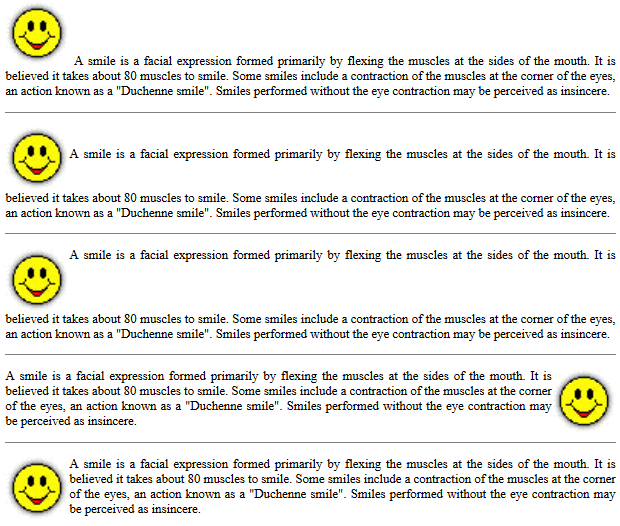 A smile is a facial expression formed primarily by flexing the muscles at the sides of the mouth. It is
believed it takes about 80 muscles to smile. Some smiles include a contraction of the muscles at the corner of the eyes,
an action known as a "Duchenne smile". Smiles performed without the eye contraction may be perceived as insincere.
A smile is a facial expression formed primarily by flexing the muscles at the sides of the mouth. It is
believed it takes about 80 muscles to smile. Some smiles include a contraction of the muscles at the corner of the eyes,
an action known as a "Duchenne smile". Smiles performed without the eye contraction may be perceived as insincere.
A smile is a facial expression formed primarily by flexing the muscles at the sides of the mouth. It is
believed it takes about 80 muscles to smile. Some smiles include a contraction of the muscles at the corner of the eyes,
an action known as a "Duchenne smile". Smiles performed without the eye contraction may be perceived as insincere.
A smile is a facial expression formed primarily by flexing the muscles at the sides of the mouth. It is
believed it takes about 80 muscles to smile. Some smiles include a contraction of the muscles at the corner
of the eyes, an action known as a "Duchenne smile". Smiles performed without the eye contraction may
be perceived as insincere.
A smile is a facial expression formed primarily by flexing the muscles at the sides of the mouth. It is
believed it takes about 80 muscles to smile. Some smiles include a contraction of the muscles at the corner
of the eyes, an action known as a "Duchenne smile". Smiles performed without the eye contraction may
be perceived as insincere.